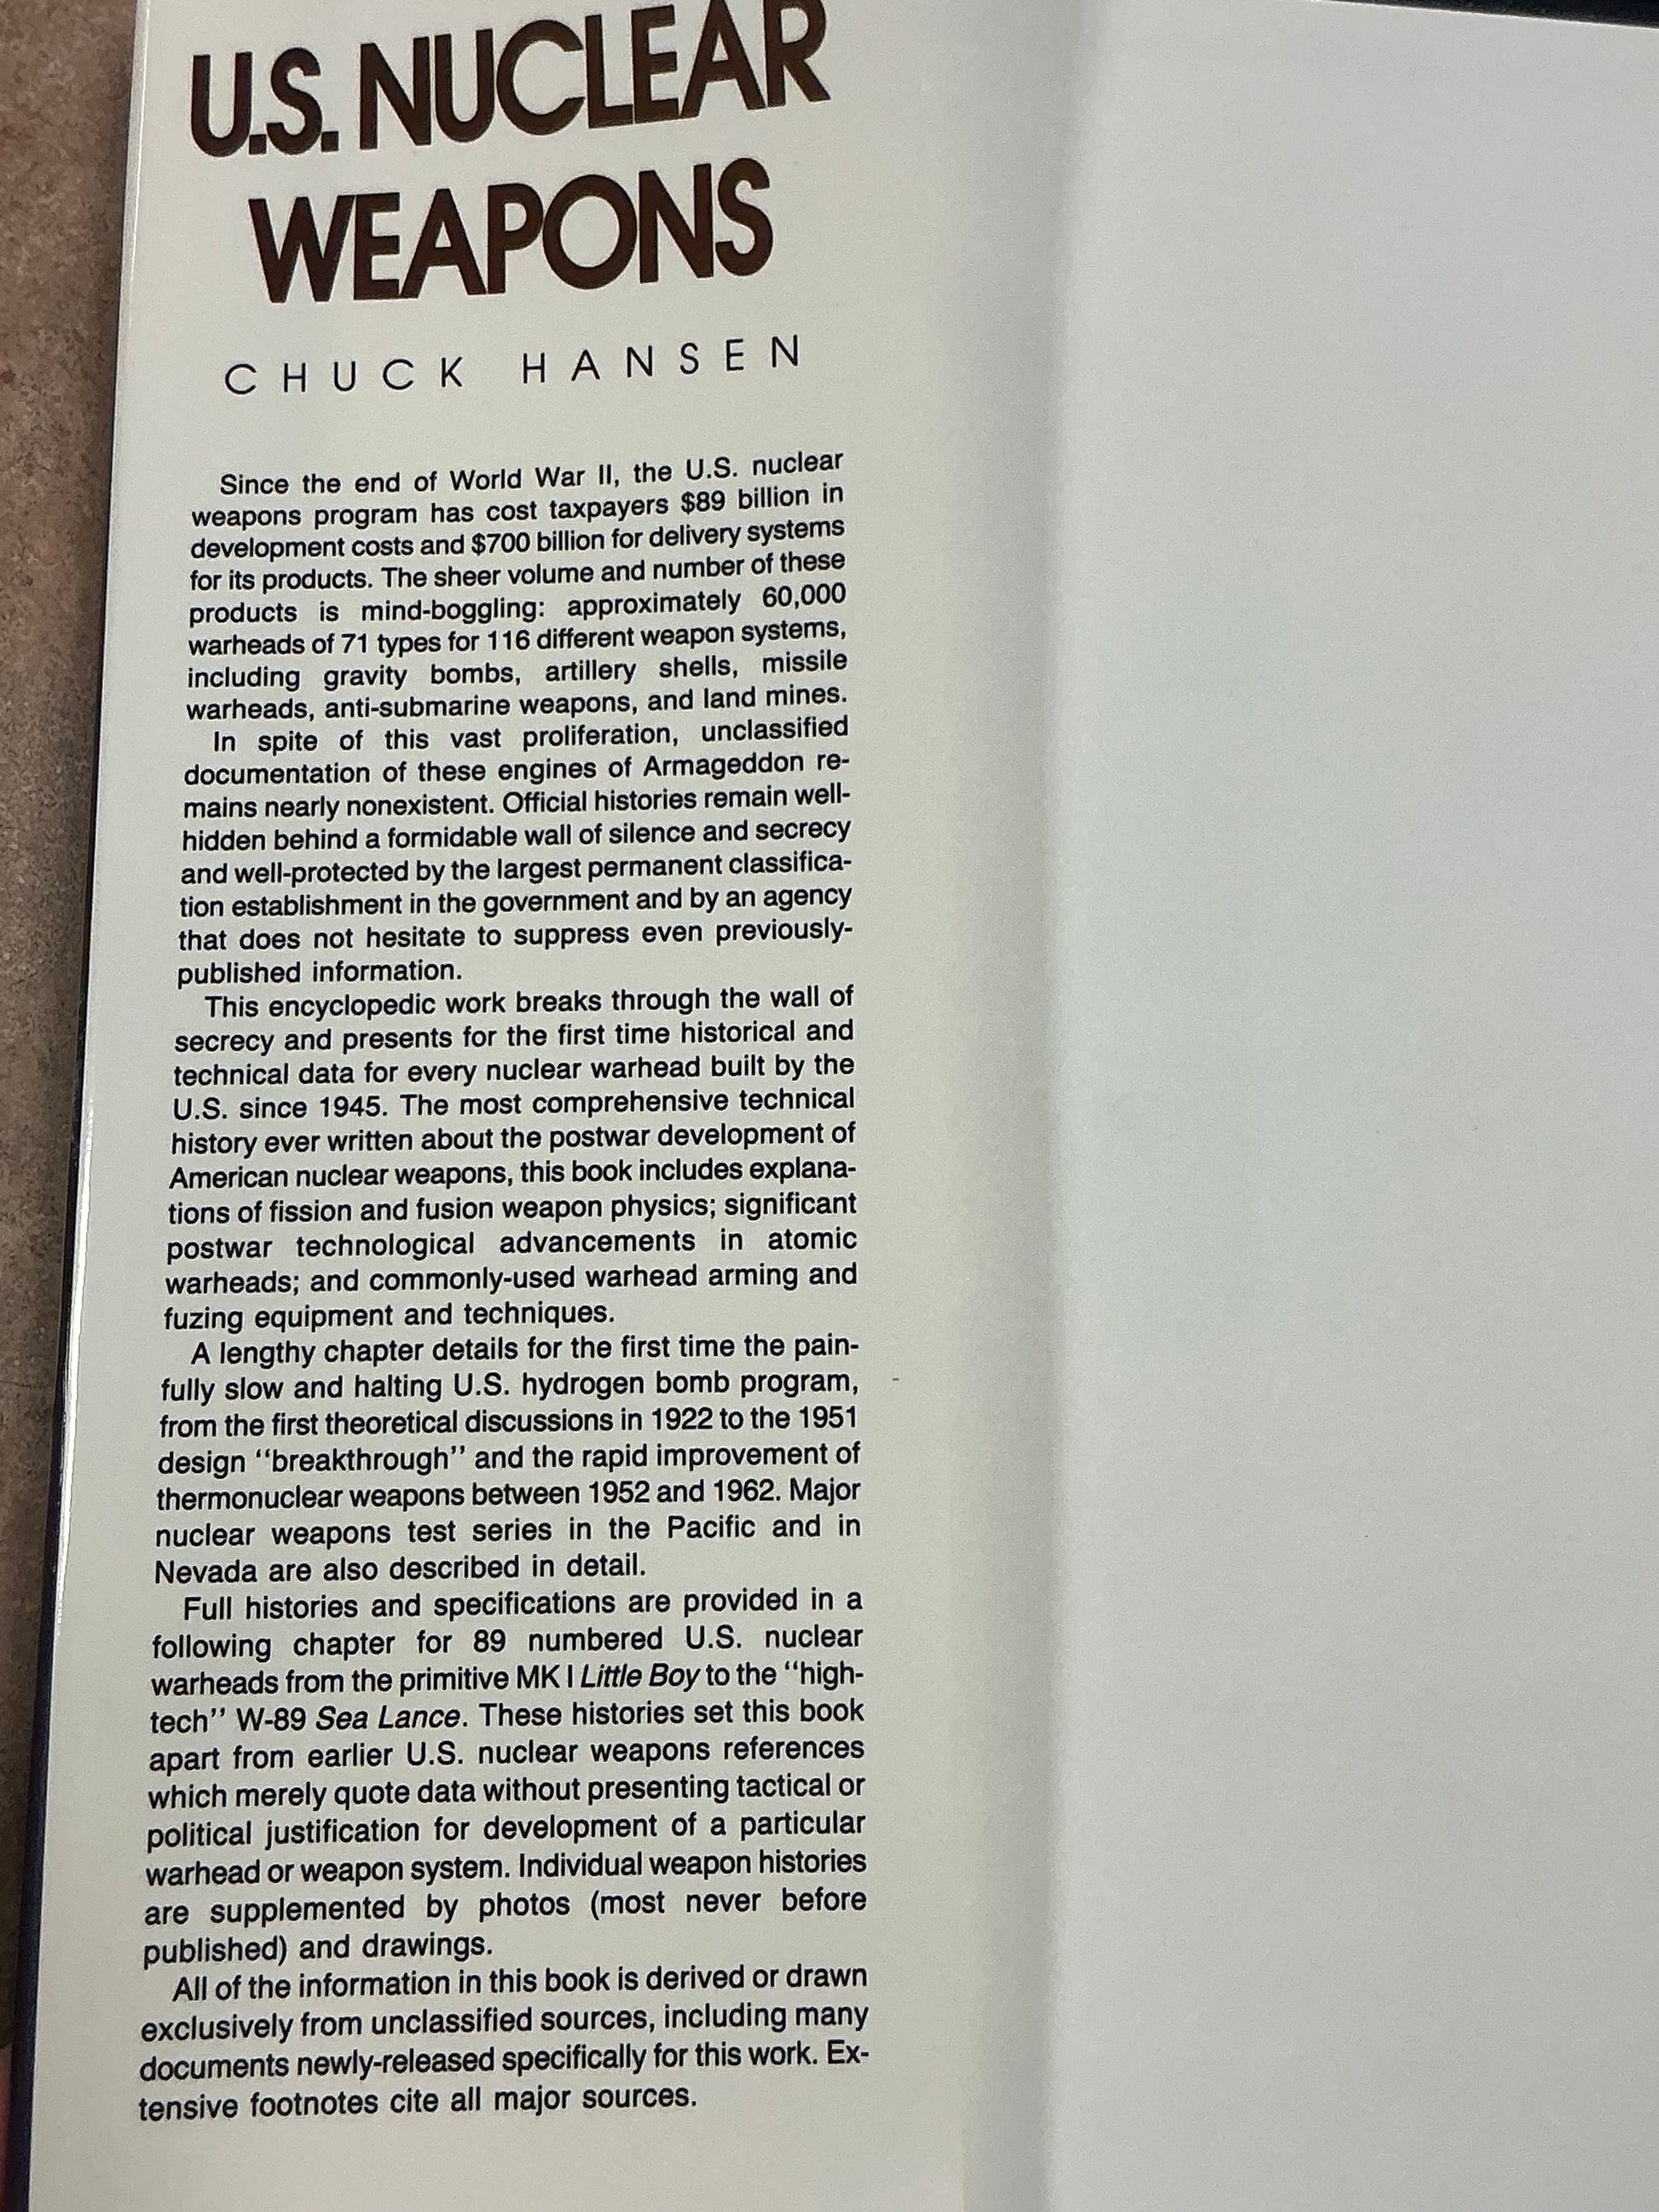 U.S. NUCLEAR
WEAPONS
CHUCK HANSEN
Since the end of World War II, the U.S. nuclear
weapons program has cost taxpayers $89 billion in
development costs and $700 billion for delivery systems
for its products. The sheer volume and number of these
products is mind-boggling: approximately 60,000
warheads of 71 types for 116 different weapon systems,
including gravity bombs, artillery shells, missile
warheads, anti-submarine weapons, and land mines.
In spite of this vast proliferation, unclassified
documentation of these engines of Armageddon re-
mains nearly nonexistent. Official histories remain well-
hidden behind a formidable wall of silence and secrecy
and well-protected by the largest permanent classifica-
tion establishment in the government and by an agency
that does not hesitate to suppress even previously-
published information.
This encyclopedic work breaks through the wall of
secrecy and presents for the first time historical and
technical data for every nuclear warhead built by the
U.S. since 1945. The most comprehensive technical
history ever written about the postwar development of
American nuclear weapons, this book includes explana-
tions of fission and fusion weapon physics; significant
postwar technological advancements in atomic
warheads; and commonly-used warhead arming and
fuzing equipment and techniques.
A lengthy chapter details for the first time the pain-
fully slow and halting U.S. hydrogen bomb program,
from the first theoretical discussions in 1922 to the 1951
design ‘‘breakthrough’’ and the rapid improvement of
thermonuclear weapons between 1952 and 1962. Major
nuclear weapons test series in the Pacific and in
Nevada are also described in detail.
Full histories and specifications are provided in a
following chapter for 89 numbered U.S. nuclear
warheads from the primitive MK I Little Boy to the ‘‘high-
tech’’ W-89 Sea Lance. These histories set this book
apart from earlier U.S. nuclear weapons references
which merely quote data without presenting tactical or
political justification for development of a particular
warhead or weapon system. Individual weapon histories
are supplemented by photos (most never before
published) and drawings.
All of the information in this book is derived or drawn
exclusively from unclassified sources, including many
documents newly-released specifically for this work. Ex-
tensive footnotes cite all major sources.